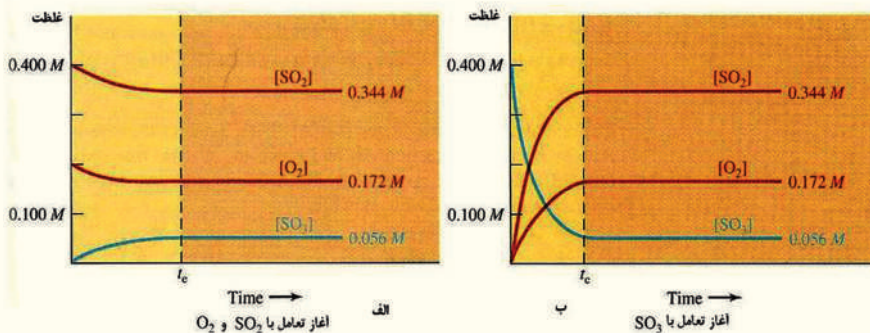 غلظت
0.400 M
0.100 M
[SO₂]
0.344 M
[O₂]
0.172 M
[SO₃]
0.056 M
tₑ
Time →
الف
آغاز تعامل با SO₂ و O₂
غلظت
0.400 M
0.100 M
[SO₂]
0.344 M
[O₂]
0.172 M
[SO₃]
0.056 M
tₑ
Time →
ب
آغاز تعامل با SO₃